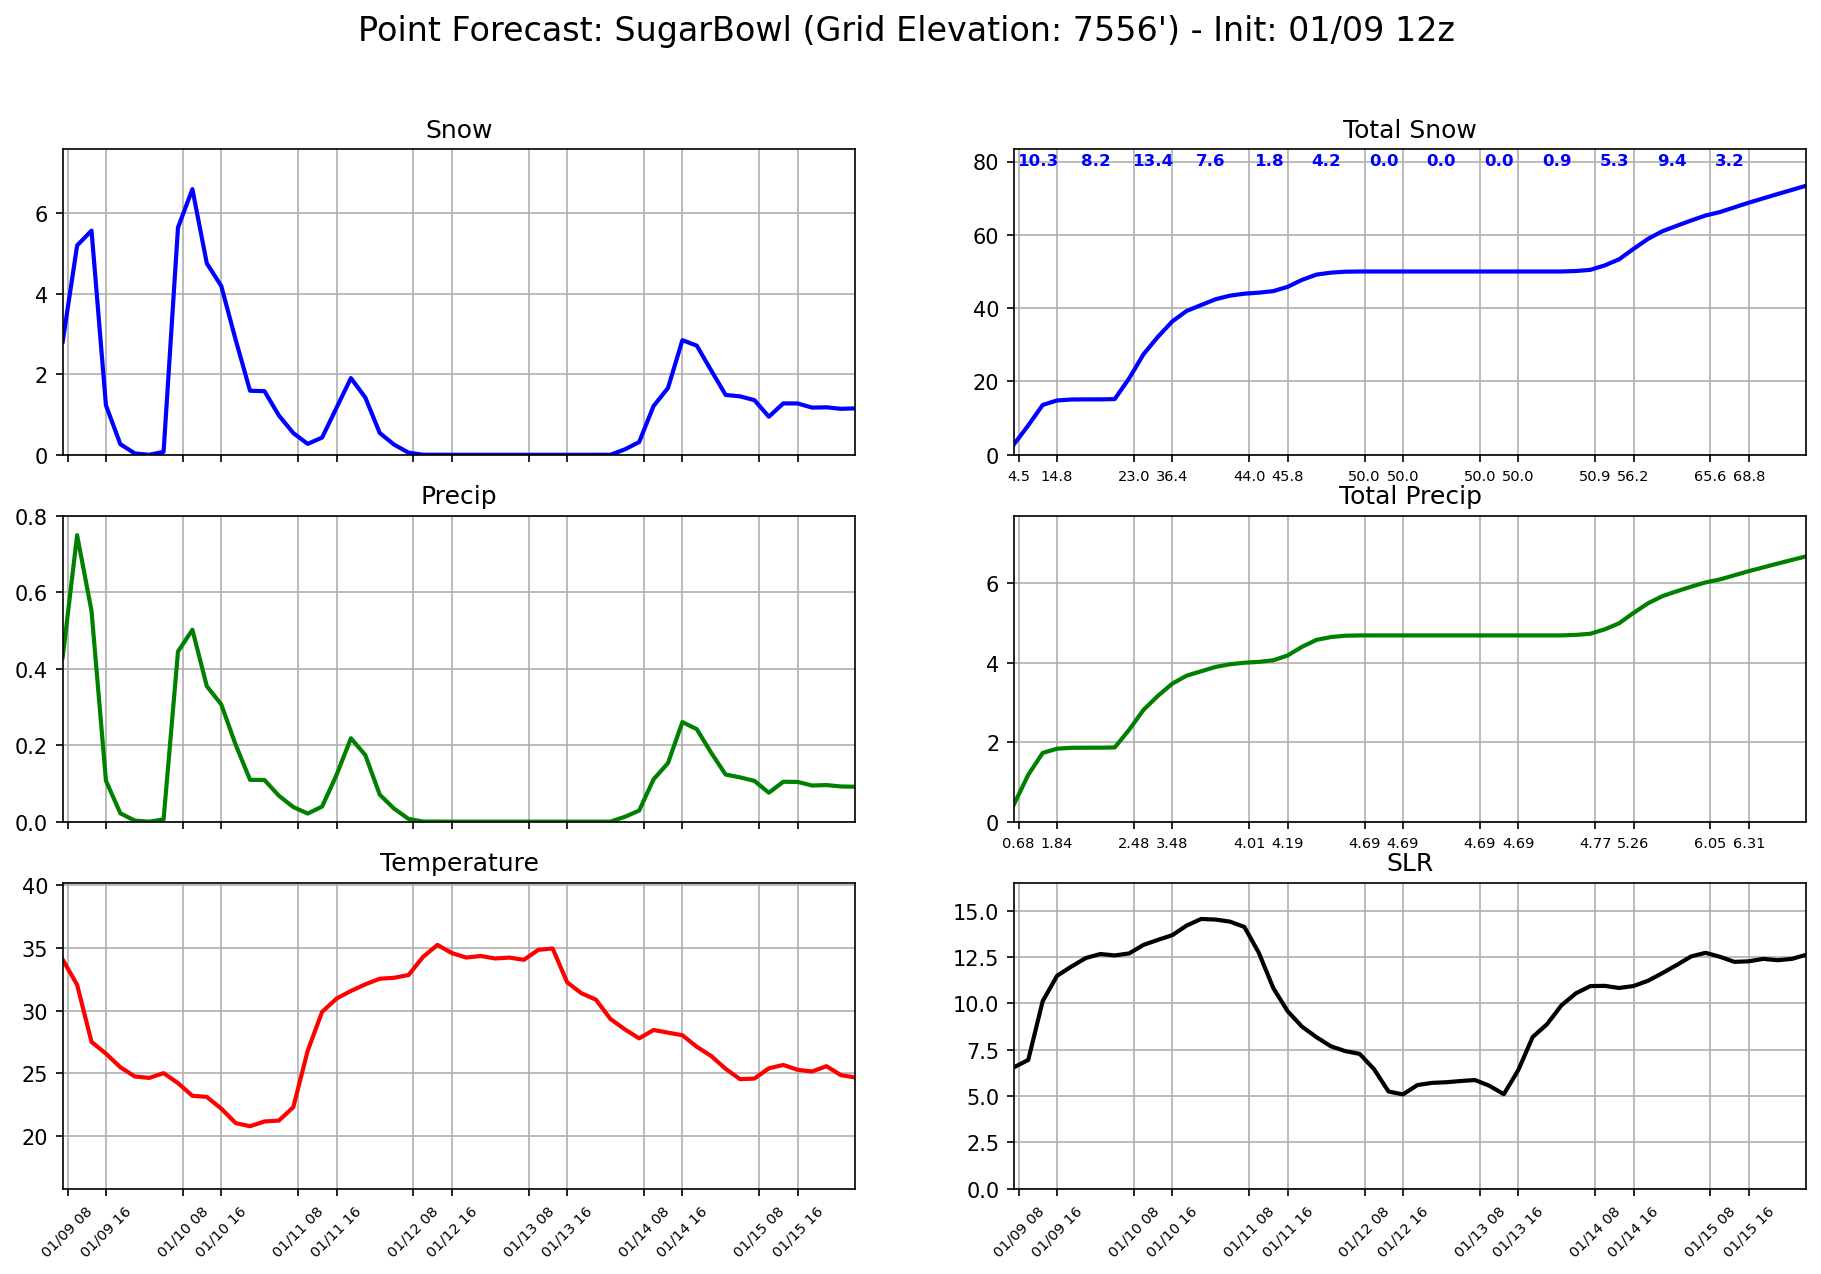 Point Forecast: SugarBowl (Grid Elevation: 7556') - Init: 01/09 12z
Snow
6
4
2
0
Total Snow
10.3 8.2 13.4 7.6 1.8 4.2 0.0 0.0 0.0 0.9 5.3 9.4 3.2
80
60
40
20
0
4.5 14.8 23.0 36.4 44.0 45.8 50.0 50.0 50.0 50.0 50.9 56.2 65.6 68.8
Precip
0.8
0.6
0.4
0.2
0.0
Total Precip
6
4
2
0
0.68 1.84 2.48 3.48 4.01 4.19 4.69 4.69 4.69 4.69 4.77 5.26 6.05 6.31
Temperature
40
35
30
25
20
01/09 08 01/09 16 01/10 08 01/10 16 01/11 08 01/11 16 01/12 08 01/12 16 01/13 08 01/13 16 01/14 08 01/14 16 01/15 08 01/15 16
SLR
15.0
12.5
10.0
7.5
5.0
2.5
0.0
01/09 08 01/09 16 01/10 08 01/10 16 01/11 08 01/11 16 01/12 08 01/12 16 01/13 08 01/13 16 01/14 08 01/14 16 01/15 08 01/15 16